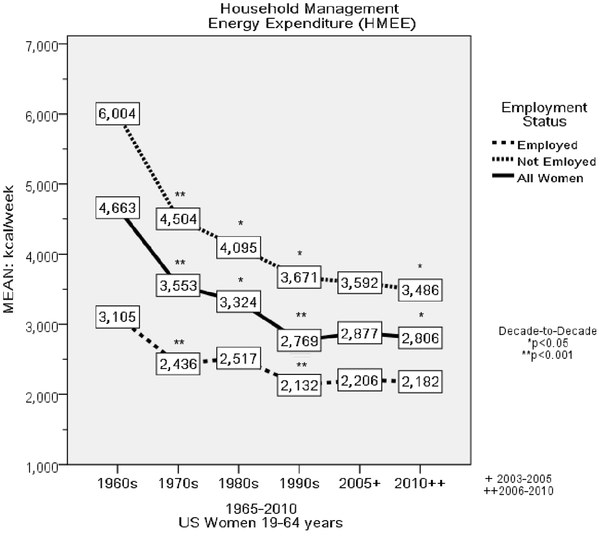 Household Management
Energy Expenditure (HMEE)
7,000
6,000
5,000
4,000
3,000
2,000
1,000
MEAN: kcal/week
6,004
**
4,504
*
4,095
*
3,671
3,592
*
3,486
4,663
**
3,553
*
3,324
**
2,769
2,877
*
2,806
3,105
**
2,436
2,517
**
2,132
2,206
2,182
1960s 1970s 1980s 1990s 2005+ 2010++
1965-2010
US Women 19-64 years
Employment
Status
Employed
Not Emloyed
All Women
Decade-to-Decade
*p<0.05
**p<0.001
+ 2003-2005
++2006-2010